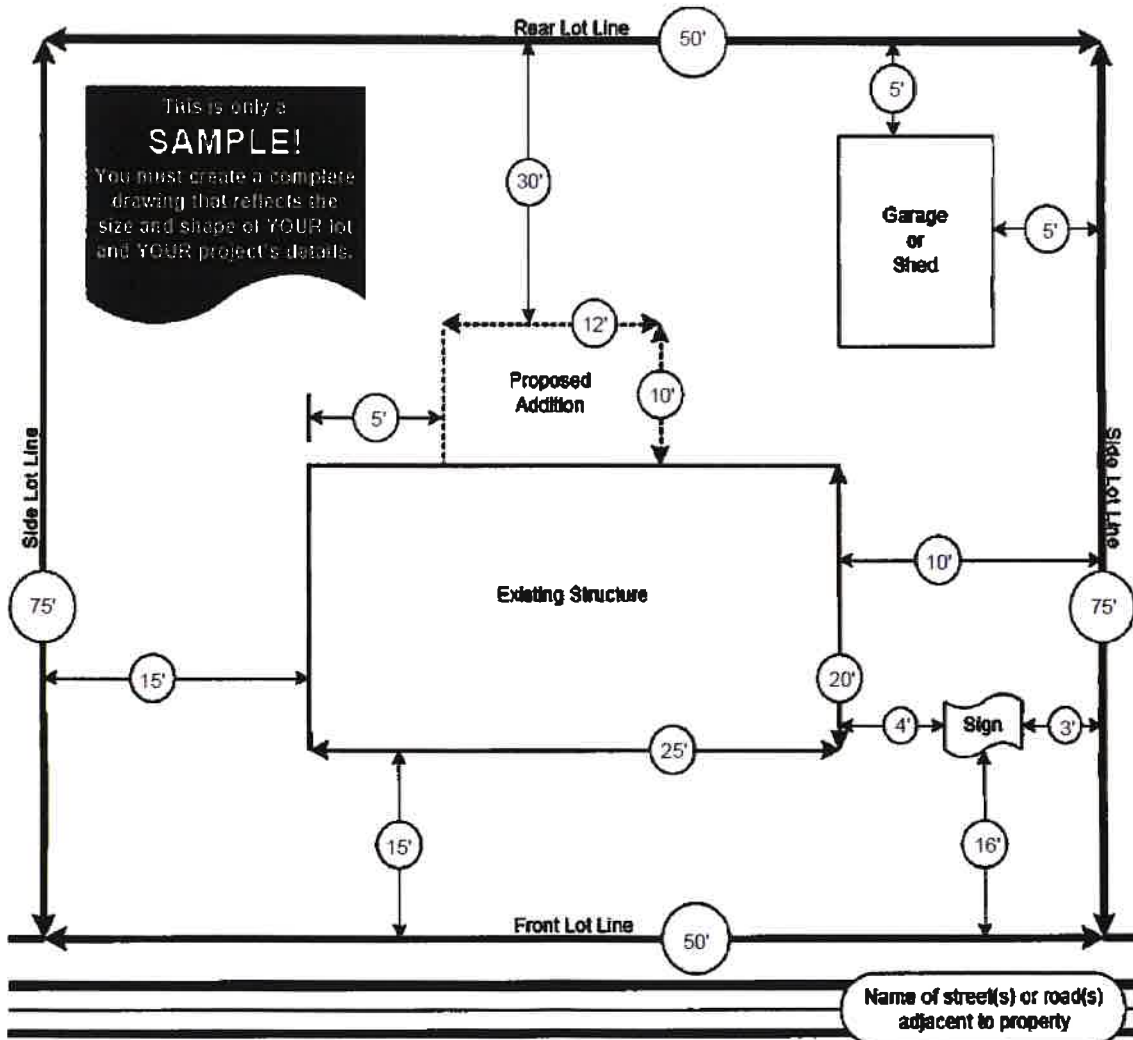 Rear Lot Line
50'
This is only a
SAMPLE!
You must create a complete
drawing that reflects the
size and shape of YOUR lot
and YOUR project's details.
5'
30'
Garage
or
Shed
5'
12'
Proposed
Addition
10'
5'
Side Lot Line
Side Lot Line
10'
Existing Structure
75'
75'
15'
20'
4'
Sign
3'
25'
15'
16'
Front Lot Line
50'
Name of street(s) or road(s)
adjacent to property